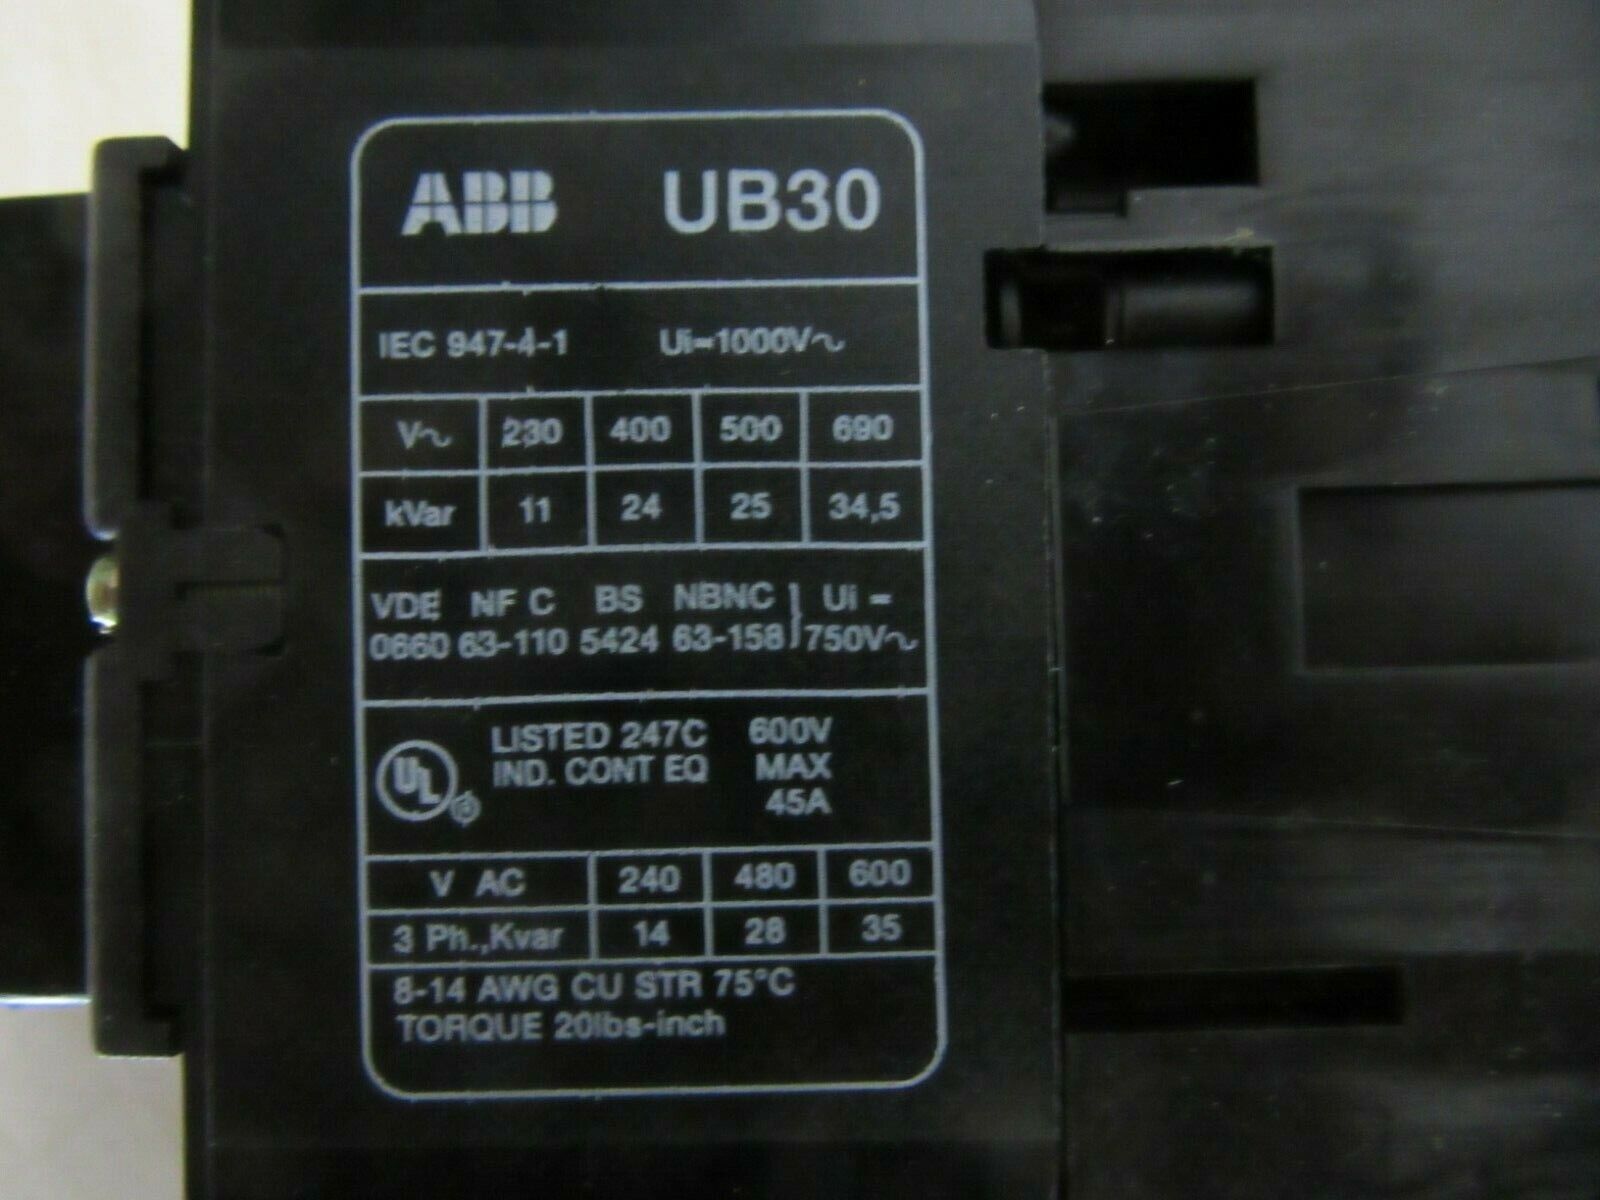 ABB UB30
IEC 947-4-1 Ui=1000V~
V~ 230 400 500 690
kVar 11 24 25 34,5
VDE NF C BS NBNC } Ui =
0660 63-110 5424 63-158 750V~
UL ® LISTED 247C 600V
IND. CONT EQ MAX
45A
V AC 240 480 600
3 Ph.,Kvar 14 28 35
8-14 AWG CU STR 75°C
TORQUE 20lbs-inch